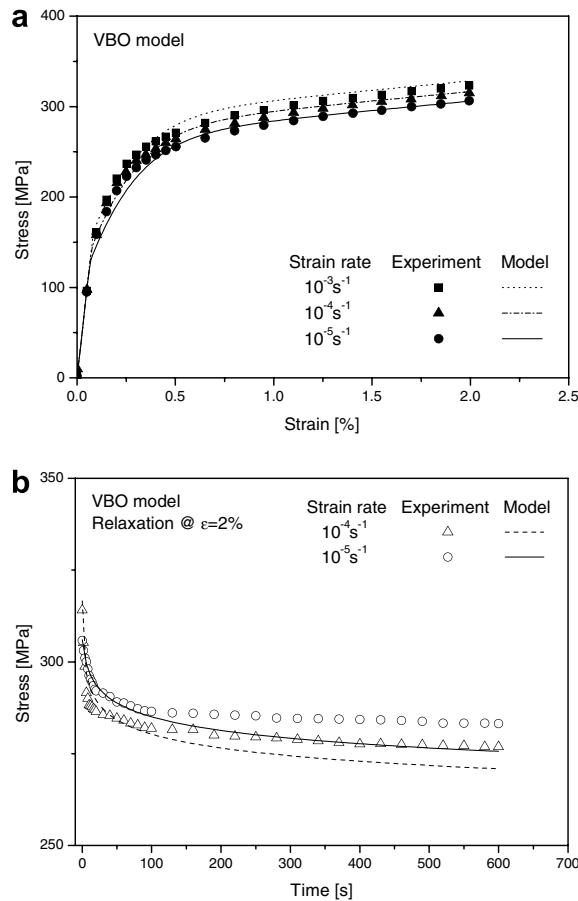 a
VBO model
400
300
200
100
0
Stress [MPa]
Strain rate Experiment Model
10⁻³s⁻¹
10⁻⁴s⁻¹
10⁻⁵s⁻¹
0.0 0.5 1.0 1.5 2.0 2.5
Strain [%]
b
VBO model
Relaxation @ ε=2%
350
300
250
Stress [MPa]
Strain rate Experiment Model
10⁻⁴s⁻¹
10⁻⁵s⁻¹
0 100 200 300 400 500 600 700
Time [s]